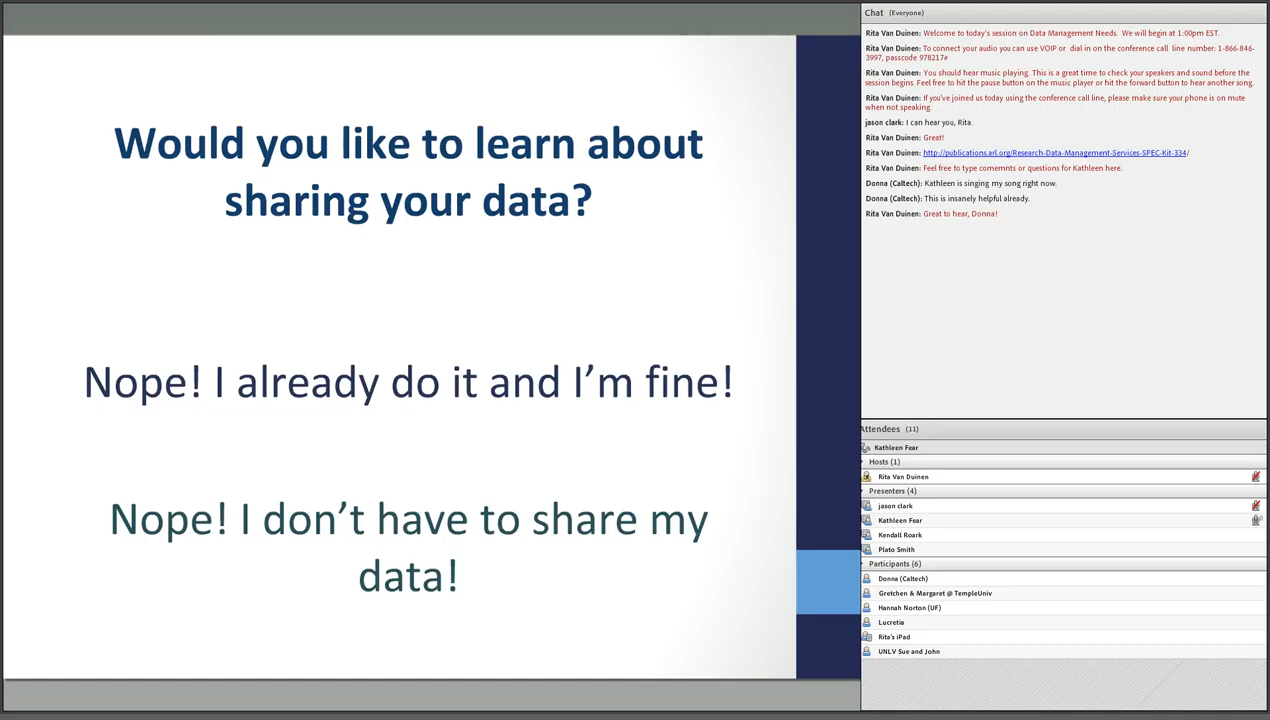 Would you like to learn about
sharing your data?
Nope! I already do it and I'm fine!
Nope! I don't have to share my
data!
Chat (Everyone)
Rita Van Duinen: Welcome to today's session on Data Management Needs. We will begin at 1:00pm EST.
Rita Van Duinen: To connect your audio you can use VOIP or dial in on the conference call line number: 1-866-846-
3997, passcode 978217#
Rita Van Duinen: You should hear music playing. This is a great time to check your speakers and sound before the
session begins. Feel free to hit the pause button on the music player or hit the forward button to hear another song.
Rita Van Duinen: If you've joined us today using the conference call line, please make sure your phone is on mute
when not speaking.
jason clark: I can hear you, Rita.
Rita Van Duinen: Great!
Rita Van Duinen: http://publications.arl.org/Research-Data-Management-Services-SPEC-Kit-334/
Rita Van Duinen: Feel free to type comemnts or questions for Kathleen here.
Donna (Caltech): Kathleen is singing my song right now.
Donna (Caltech): This is insanely helpful already.
Rita Van Duinen: Great to hear, Donna!
Attendees (11)
Kathleen Fear
Hosts (1)
Rita Van Duinen
Presenters (4)
jason clark
Kathleen Fear
Kendall Roark
Plato Smith
Participants (6)
Donna (Caltech)
Gretchen & Margaret @ TempleUniv
Hannah Norton (UF)
Lucretia
Rita's iPad
UNLV Sue and John